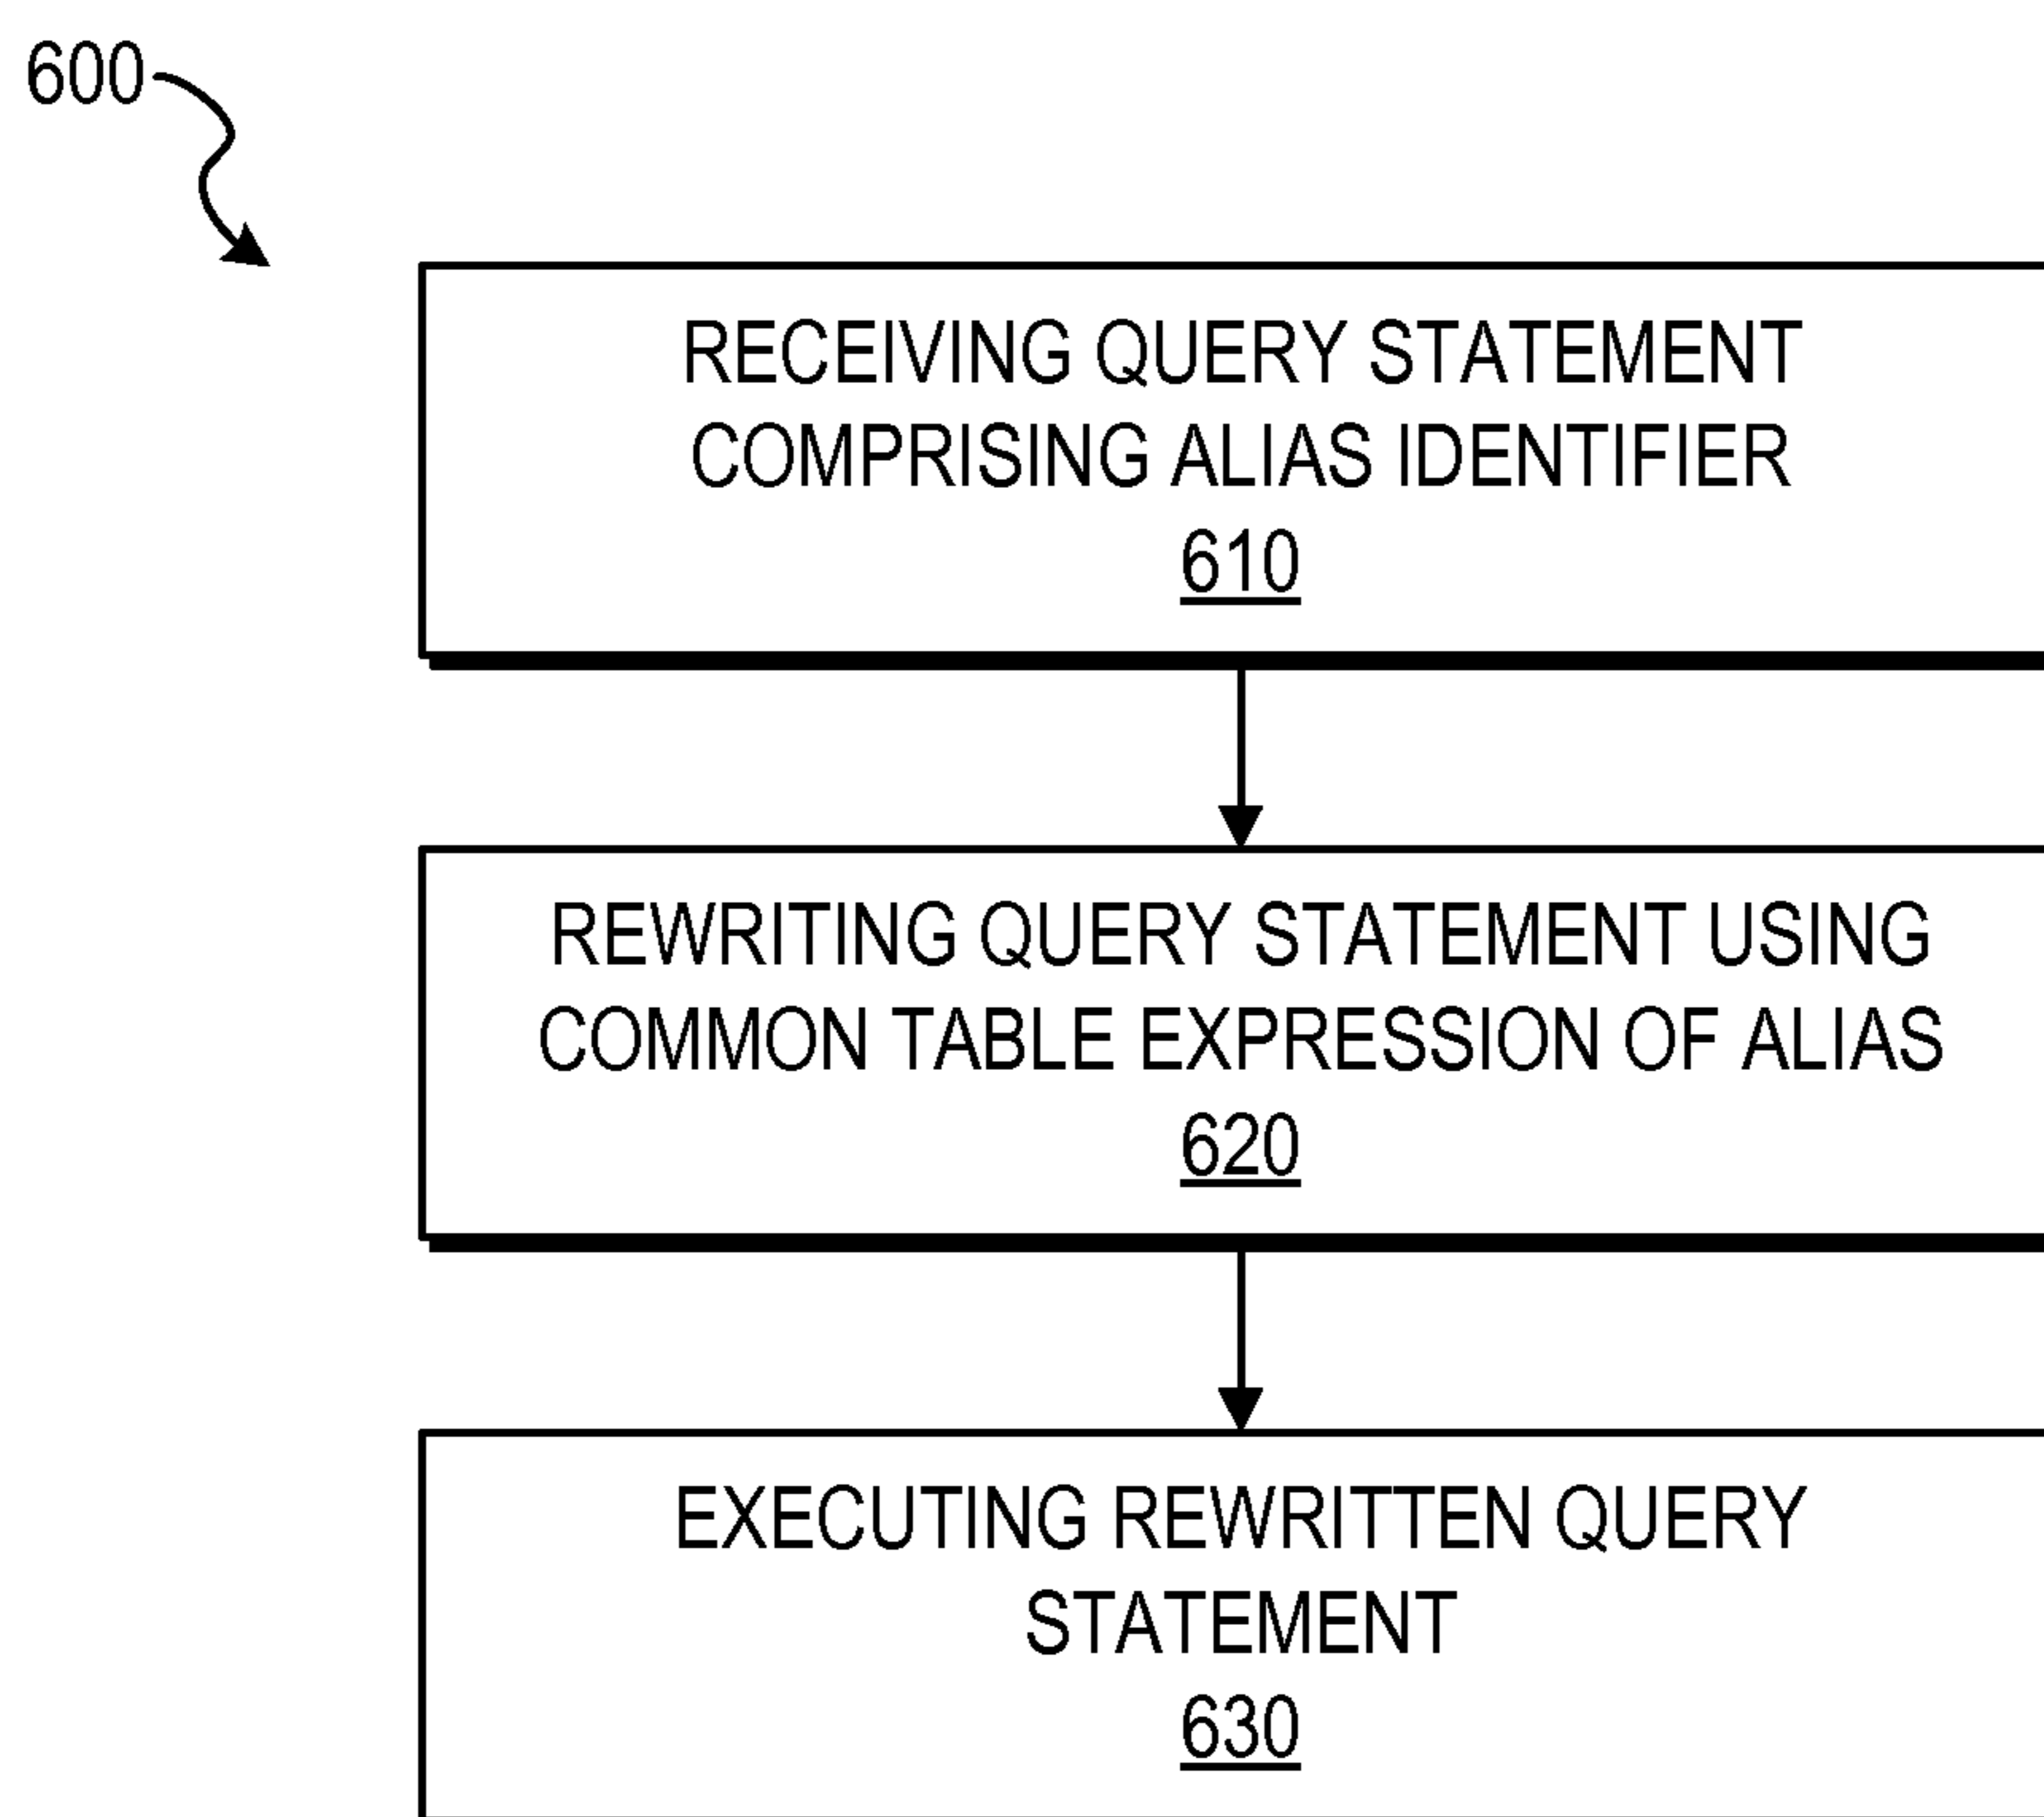 600
RECEIVING QUERY STATEMENT
COMPRISING ALIAS IDENTIFIER
610
REWRITING QUERY STATEMENT USING
COMMON TABLE EXPRESSION OF ALIAS
620
EXECUTING REWRITTEN QUERY
STATEMENT
630